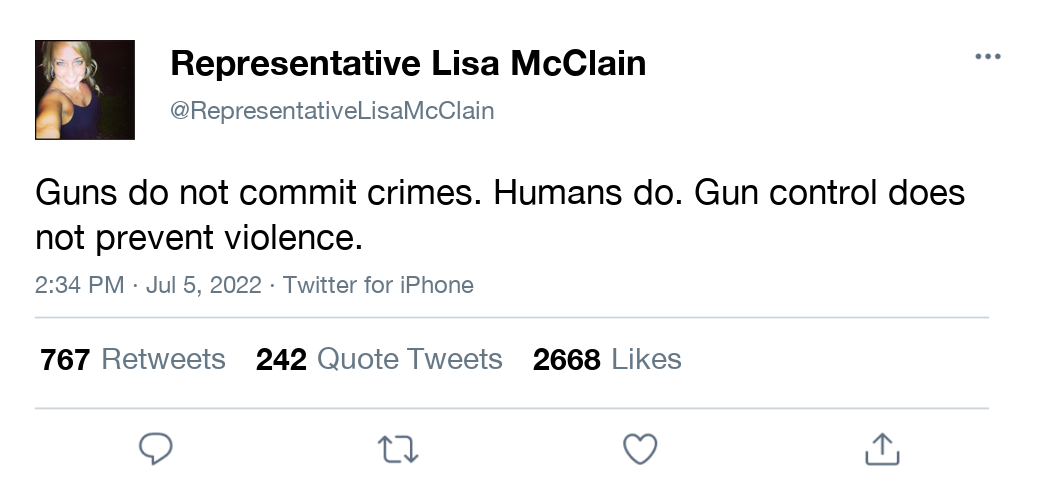 Representative Lisa McClain
@RepresentativeLisaMcClain
Guns do not commit crimes. Humans do. Gun control does
not prevent violence.
2:34 PM · Jul 5, 2022 · Twitter for iPhone
767 Retweets 242 Quote Tweets 2668 Likes